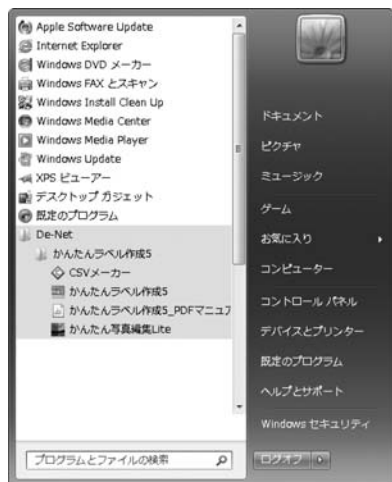 Apple Software Update
Internet Explorer
Windows DVD メーカー
Windows FAX とスキャン
Windows Install Clean Up
Windows Media Center
Windows Media Player
Windows Update
XPS ビューアー
デスクトップ ガジェット
既定のプログラム
De-Net
かんたんラベル作成5
CSVメーカー
かんたんラベル作成5
かんたんラベル作成5_PDFマニュア
かんたん写真編集Lite
プログラムとファイルの検索
ドキュメント
ピクチャ
ミュージック
ゲーム
お気に入り
コンピューター
コントロール パネル
デバイスとプリンター
既定のプログラム
ヘルプとサポート
Windows セキュリティ
ログオフ